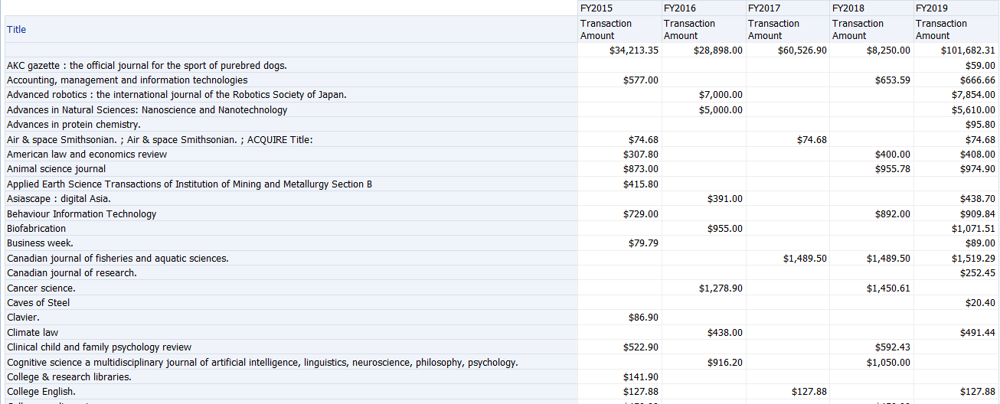 FY2015 FY2016 FY2017 FY2018 FY2019
Title Transaction Amount Transaction Amount Transaction Amount Transaction Amount Transaction Amount
$34,213.35 $28,898.00 $60,526.90 $8,250.00 $101,682.31
AKC gazette : the official journal for the sport of purebred dogs. $59.00
Accounting, management and information technologies $577.00 $653.59 $666.66
Advanced robotics : the international journal of the Robotics Society of Japan. $7,000.00 $7,854.00
Advances in Natural Sciences: Nanoscience and Nanotechnology $5,000.00 $5,610.00
Advances in protein chemistry. $95.80
Air & space Smithsonian. ; Air & space Smithsonian. ; ACQUIRE Title: $74.68 $74.68 $74.68
American law and economics review $307.80 $400.00 $408.00
Animal science journal $873.00 $955.78 $974.90
Applied Earth Science Transactions of Institution of Mining and Metallurgy Section B $415.80
Asiascape : digital Asia. $391.00 $438.70
Behaviour Information Technology $729.00 $892.00 $909.84
Biofabrication $955.00 $1,071.51
Business week. $79.79 $89.00
Canadian journal of fisheries and aquatic sciences. $1,489.50 $1,489.50 $1,519.29
Canadian journal of research. $252.45
Cancer science. $1,278.90 $1,450.61
Caves of Steel $20.40
Clavier. $86.90
Climate law $438.00 $491.44
Clinical child and family psychology review $522.90 $592.43
Cognitive science a multidisciplinary journal of artificial intelligence, linguistics, neuroscience, philosophy, psychology. $916.20 $1,050.00
College & research libraries. $141.90
College English. $127.88 $127.88 $127.88